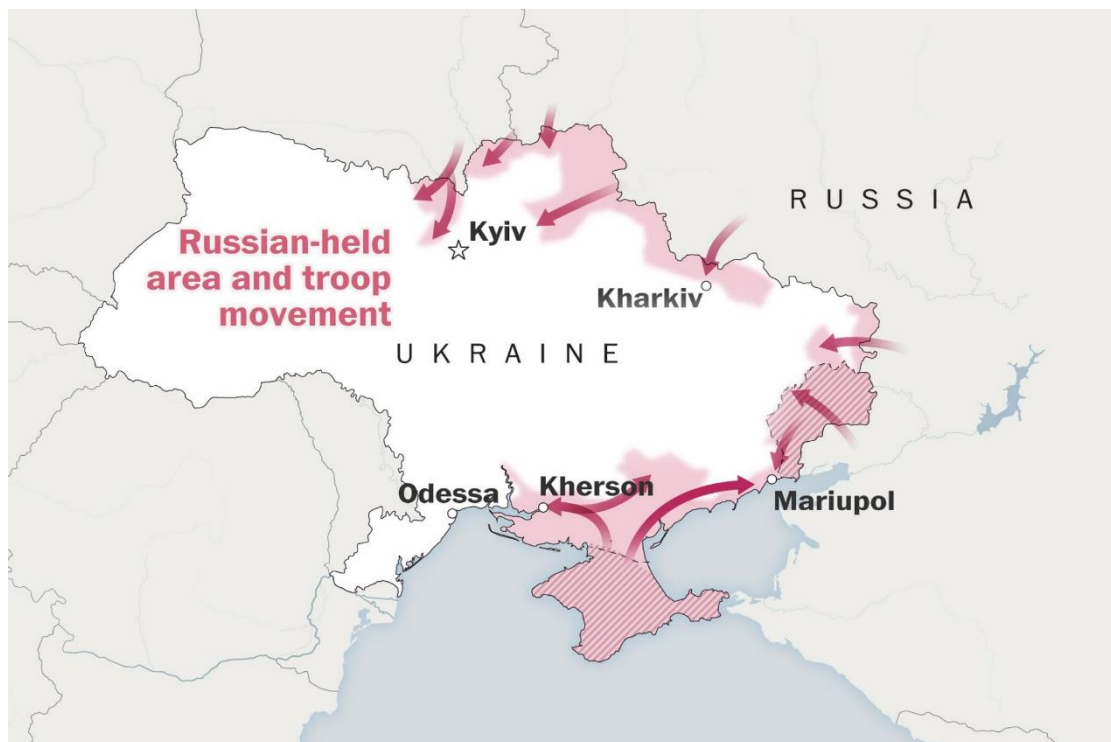 RUSSIA
Kyiv
Russian-held
area and troop
movement
Kharkiv
UKRAINE
Odessa
Kherson
Mariupol